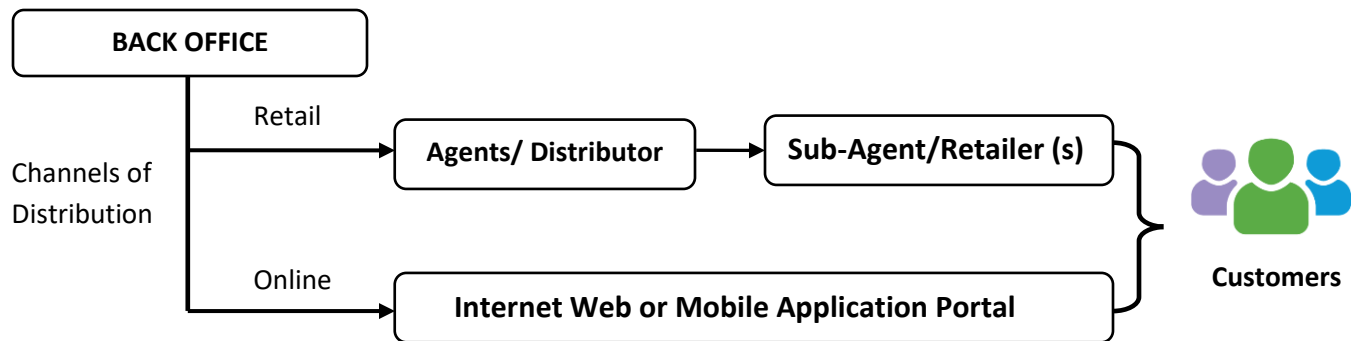 BACK OFFICE
Retail
Agents/ Distributor
Sub-Agent/Retailer (s)
Channels of
Distribution
Online
Internet Web or Mobile Application Portal
Customers